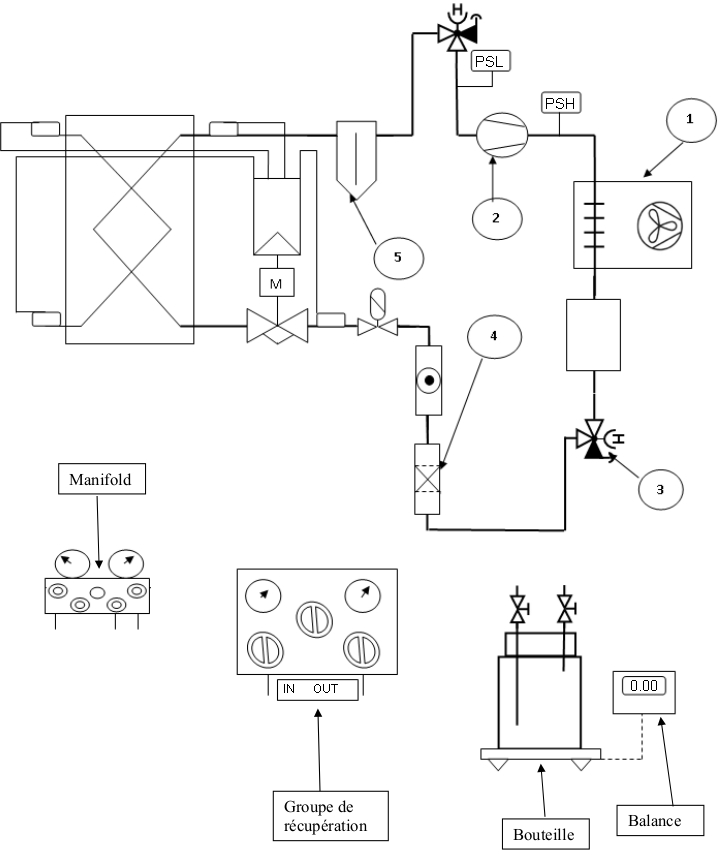 H
PSL
PSH
1
2
5
M
4
H
3
Manifold
IN OUT
0.00
Groupe de
récupération
Bouteille
Balance